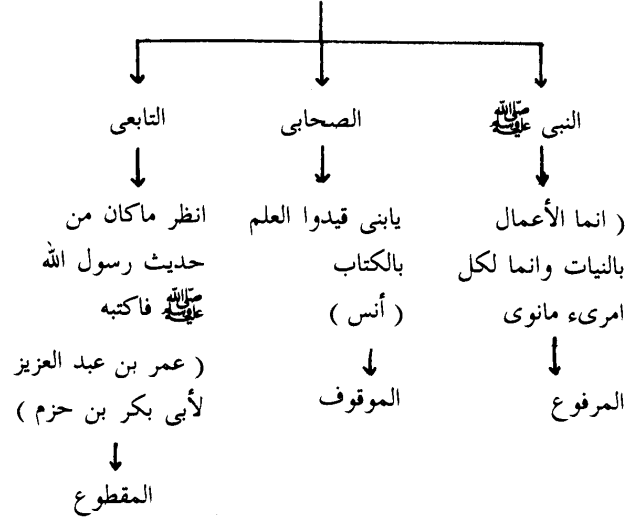 النبى ﷺ
( انما الأعمال
بالنيات وانما لكل
امرىء مانوى
المرفوع
الصحابى
يابنى قيدوا العلم
بالكتاب
( أنس )
الموقوف
التابعى
انظر ماكان من
حديث رسول الله
ﷺ فاكتبه
( عمر بن عبد العزيز
لأبى بكر بن حزم )
المقطوع